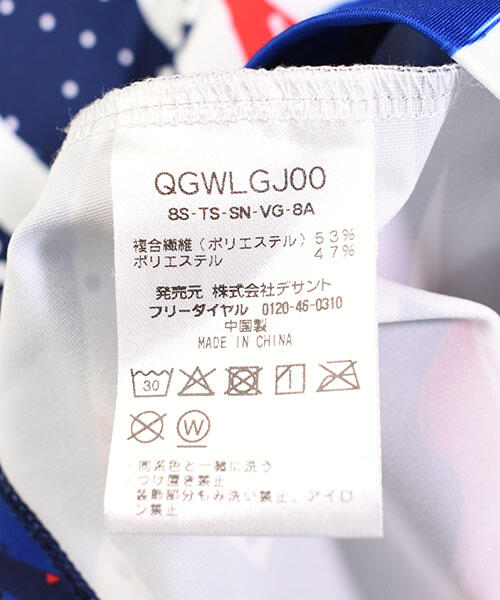 QGWLGJ00
8S-TS-SN-VG-8A
複合繊維(ポリエステル) 53%
ポリエステル 47%
発売元 株式会社デサント
フリーダイヤル 0120-46-0310
中国製
MADE IN CHINA
30
W
・同系色と一緒に洗う
・つけ置き禁止
・装飾部分もみ洗い禁止、アイロ
ン禁止